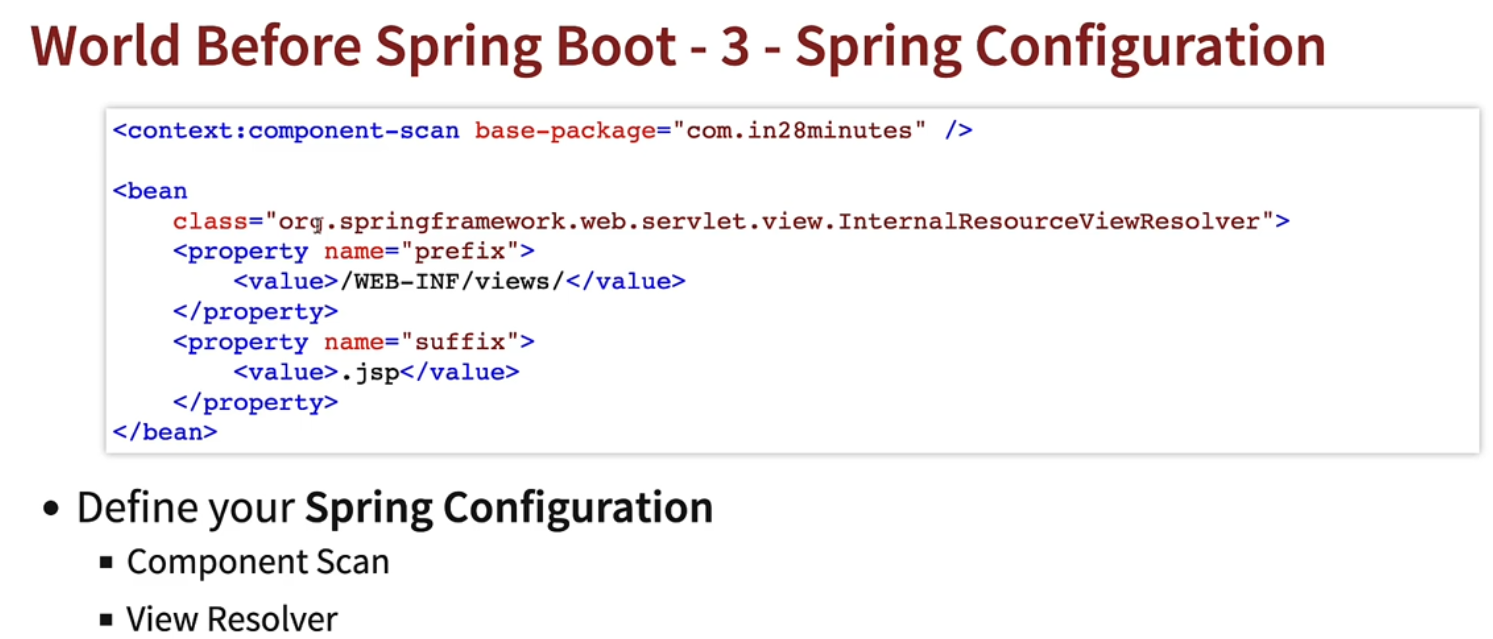 World Before Spring Boot - 3 - Spring Configuration
<context:component-scan base-package="com.in28minutes" />
<bean
    class="org.springframework.web.servlet.view.InternalResourceViewResolver">
    <property name="prefix">
        <value>/WEB-INF/views/</value>
    </property>
    <property name="suffix">
        <value>.jsp</value>
    </property>
</bean>
• Define your Spring Configuration
▪ Component Scan
▪ View Resolver